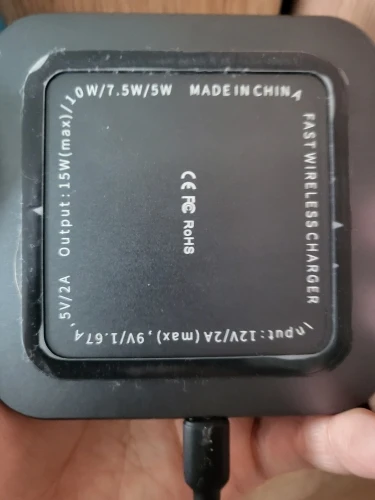 Input:12V/2A(max),9V/1.67A,
5V/2A Output:15W(max)/10W/7.5W/5W
MADE IN CHINA
FAST WIRELESS CHARGER
CE FC RoHS